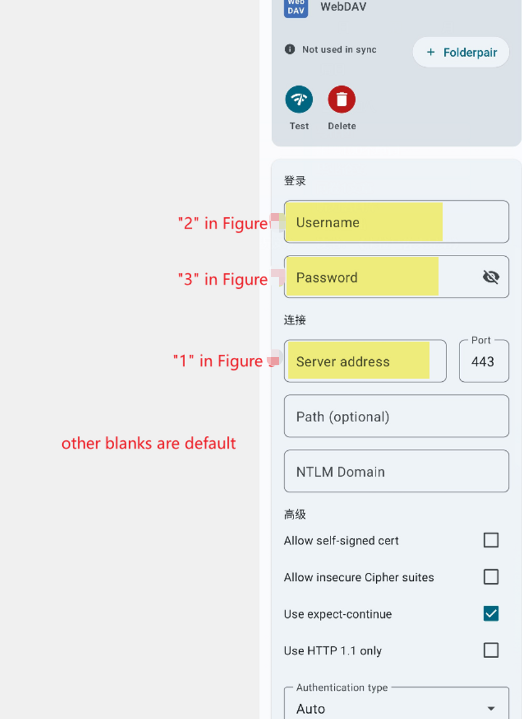 Web
DAV
WebDAV
Not used in sync
+ Folderpair
Test
Delete
登录
"2" in Figure
Username
"3" in Figure
Password
连接
"1" in Figure
Server address
Port
443
Path (optional)
other blanks are default
NTLM Domain
高级
Allow self-signed cert
Allow insecure Cipher suites
Use expect-continue
Use HTTP 1.1 only
Authentication type
Auto